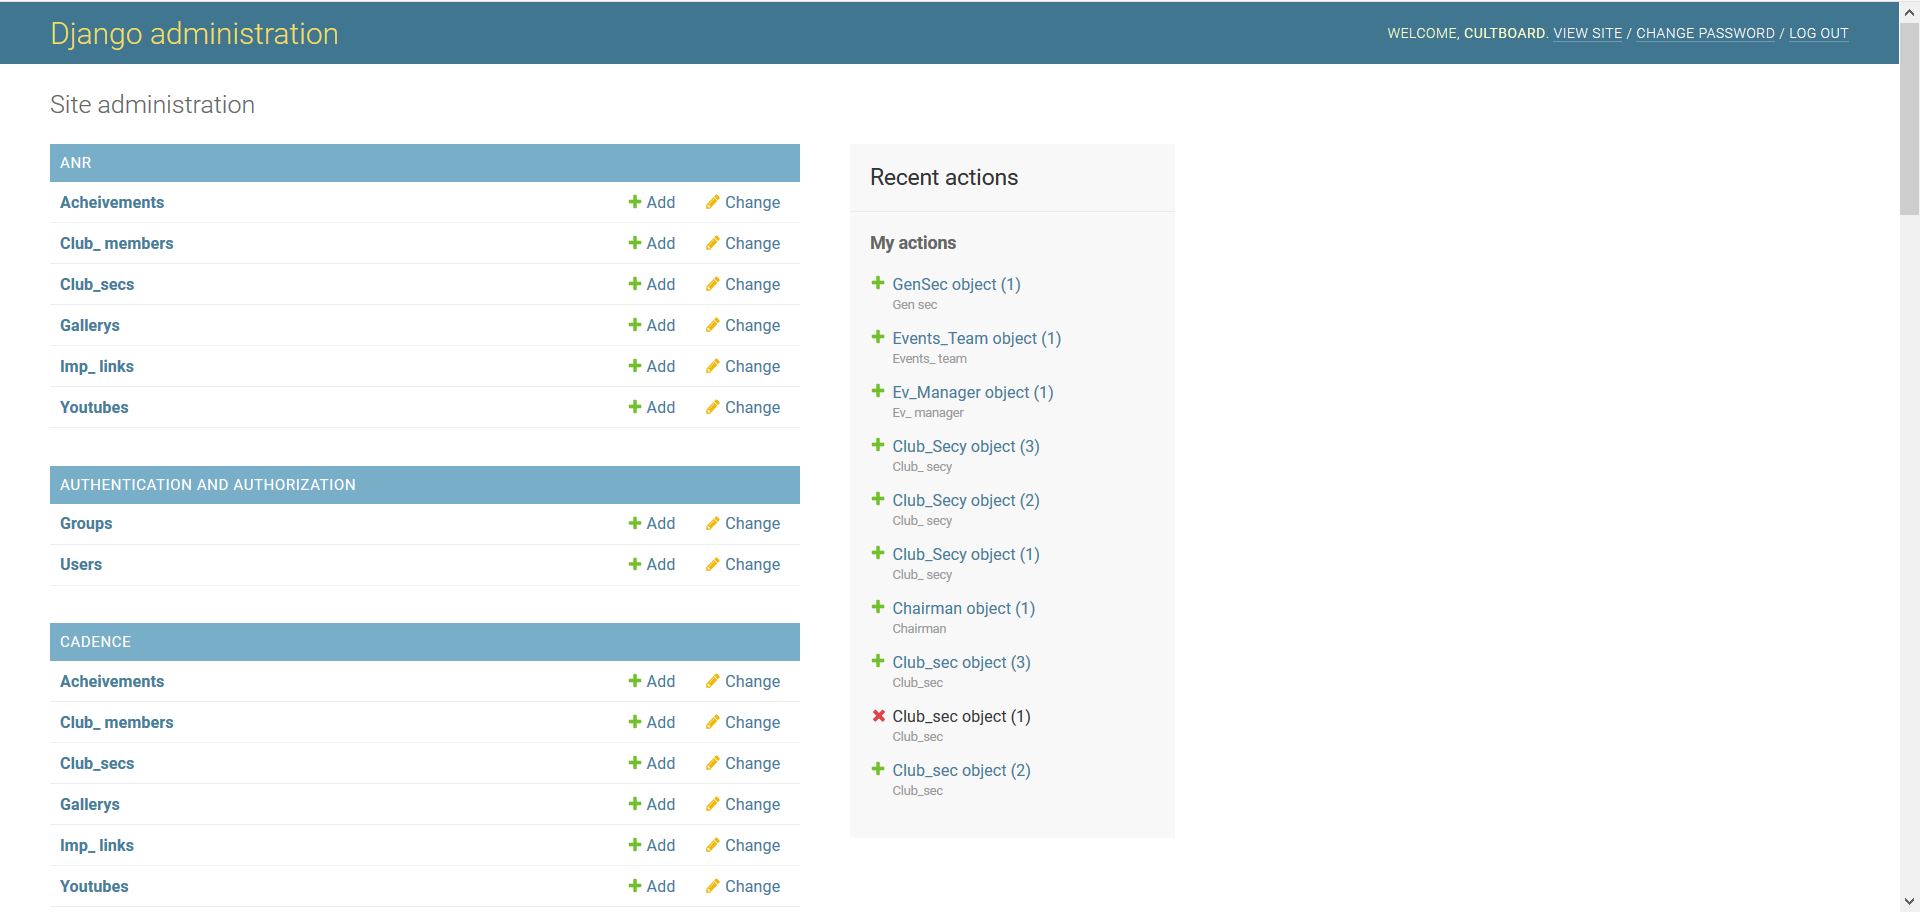 Django administration
WELCOME, CULTBOARD. VIEW SITE / CHANGE PASSWORD / LOG OUT
Site administration
ANR
Acheivements Add Change
Club_ members Add Change
Club_secs Add Change
Gallerys Add Change
Imp_ links Add Change
Youtubes Add Change
AUTHENTICATION AND AUTHORIZATION
Groups Add Change
Users Add Change
CADENCE
Acheivements Add Change
Club_ members Add Change
Club_secs Add Change
Gallerys Add Change
Imp_ links Add Change
Youtubes Add Change
Recent actions
My actions
GenSec object (1)
Gen sec
Events_Team object (1)
Events_ team
Ev_Manager object (1)
Ev_ manager
Club_Secy object (3)
Club_ secy
Club_Secy object (2)
Club_ secy
Club_Secy object (1)
Club_ secy
Chairman object (1)
Chairman
Club_sec object (3)
Club_sec
Club_sec object (1)
Club_sec
Club_sec object (2)
Club_sec